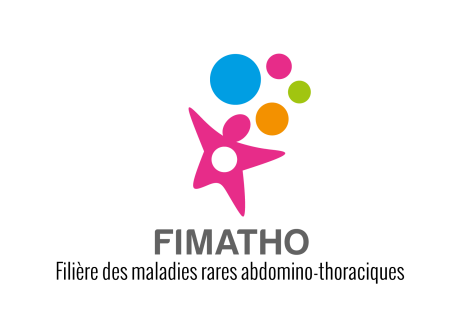 FIMATHO
Filière des maladies rares abdomino-thoraciques